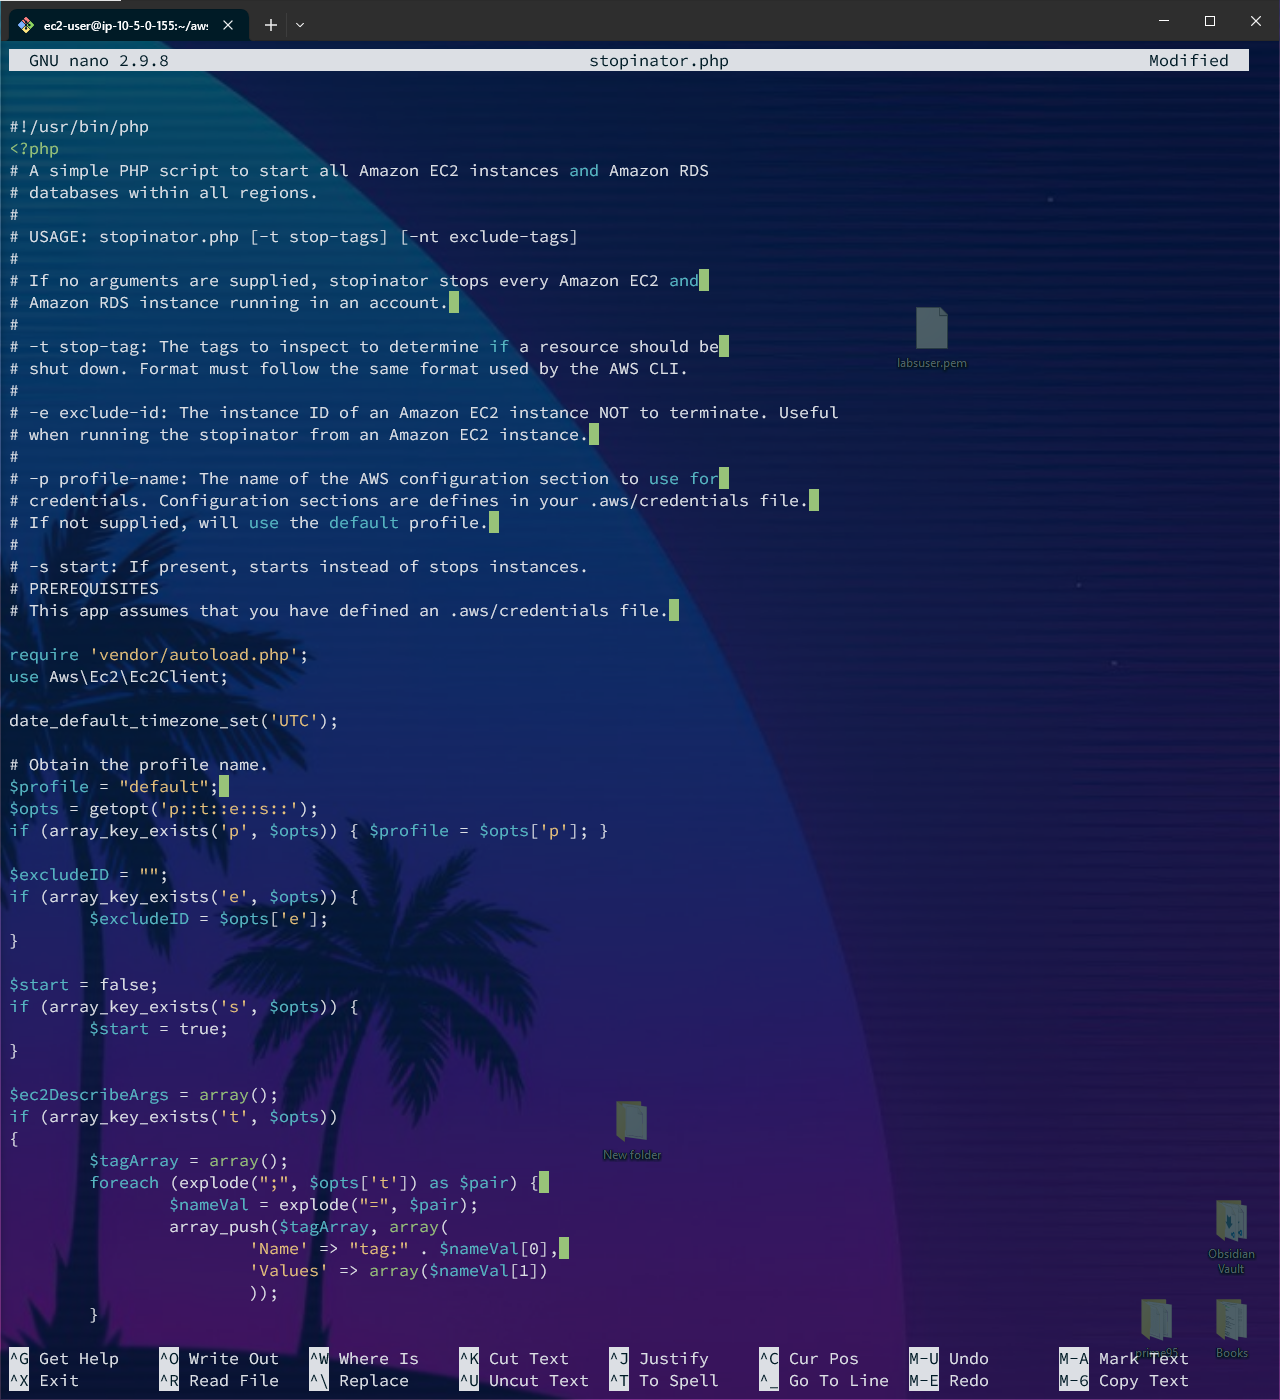 ec2-user@ip-10-5-0-155:~/aws
GNU nano 2.9.8 stopinator.php Modified
#!/usr/bin/php
<?php
# A simple PHP script to start all Amazon EC2 instances and Amazon RDS
# databases within all regions.
#
# USAGE: stopinator.php [-t stop-tags] [-nt exclude-tags]
#
# If no arguments are supplied, stopinator stops every Amazon EC2 and
# Amazon RDS instance running in an account.
#
# -t stop-tag: The tags to inspect to determine if a resource should be
# shut down. Format must follow the same format used by the AWS CLI.
#
# -e exclude-id: The instance ID of an Amazon EC2 instance NOT to terminate. Useful
# when running the stopinator from an Amazon EC2 instance.
#
# -p profile-name: The name of the AWS configuration section to use for
# credentials. Configuration sections are defines in your .aws/credentials file.
# If not supplied, will use the default profile.
#
# -s start: If present, starts instead of stops instances.
# PREREQUISITES
# This app assumes that you have defined an .aws/credentials file.
require 'vendor/autoload.php';
use Aws\Ec2\Ec2Client;
date_default_timezone_set('UTC');
# Obtain the profile name.
$profile = "default";
$opts = getopt('p::t::e::s::');
if (array_key_exists('p', $opts)) { $profile = $opts['p']; }
$excludeID = "";
if (array_key_exists('e', $opts)) {
$excludeID = $opts['e'];
}
$start = false;
if (array_key_exists('s', $opts)) {
$start = true;
}
$ec2DescribeArgs = array();
if (array_key_exists('t', $opts))
{
$tagArray = array();
foreach (explode(";", $opts['t']) as $pair) {
$nameVal = explode("=", $pair);
array_push($tagArray, array(
'Name' => "tag:" . $nameVal[0],
'Values' => array($nameVal[1])
));
}
labsuser.pem
New folder
Obsidian
Vault
prime95
Books
^G Get Help ^O Write Out ^W Where Is ^K Cut Text ^J Justify ^C Cur Pos M-U Undo M-A Mark Text
^X Exit ^R Read File ^\ Replace ^U Uncut Text ^T To Spell ^_ Go To Line M-E Redo M-6 Copy Text